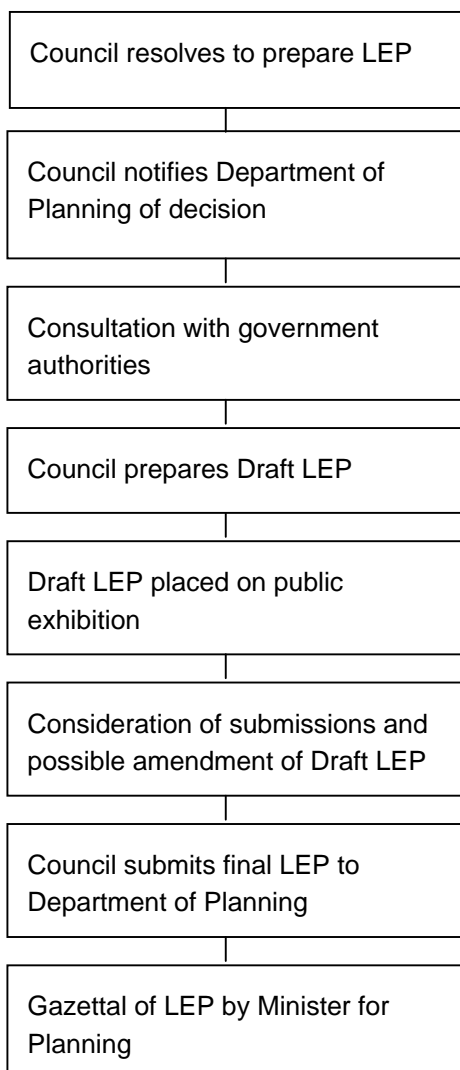 Council resolves to prepare LEP
Council notifies Department of
Planning of decision
Consultation with government
authorities
Council prepares Draft LEP
Draft LEP placed on public
exhibition
Consideration of submissions and
possible amendment of Draft LEP
Council submits final LEP to
Department of Planning
Gazettal of LEP by Minister for
Planning